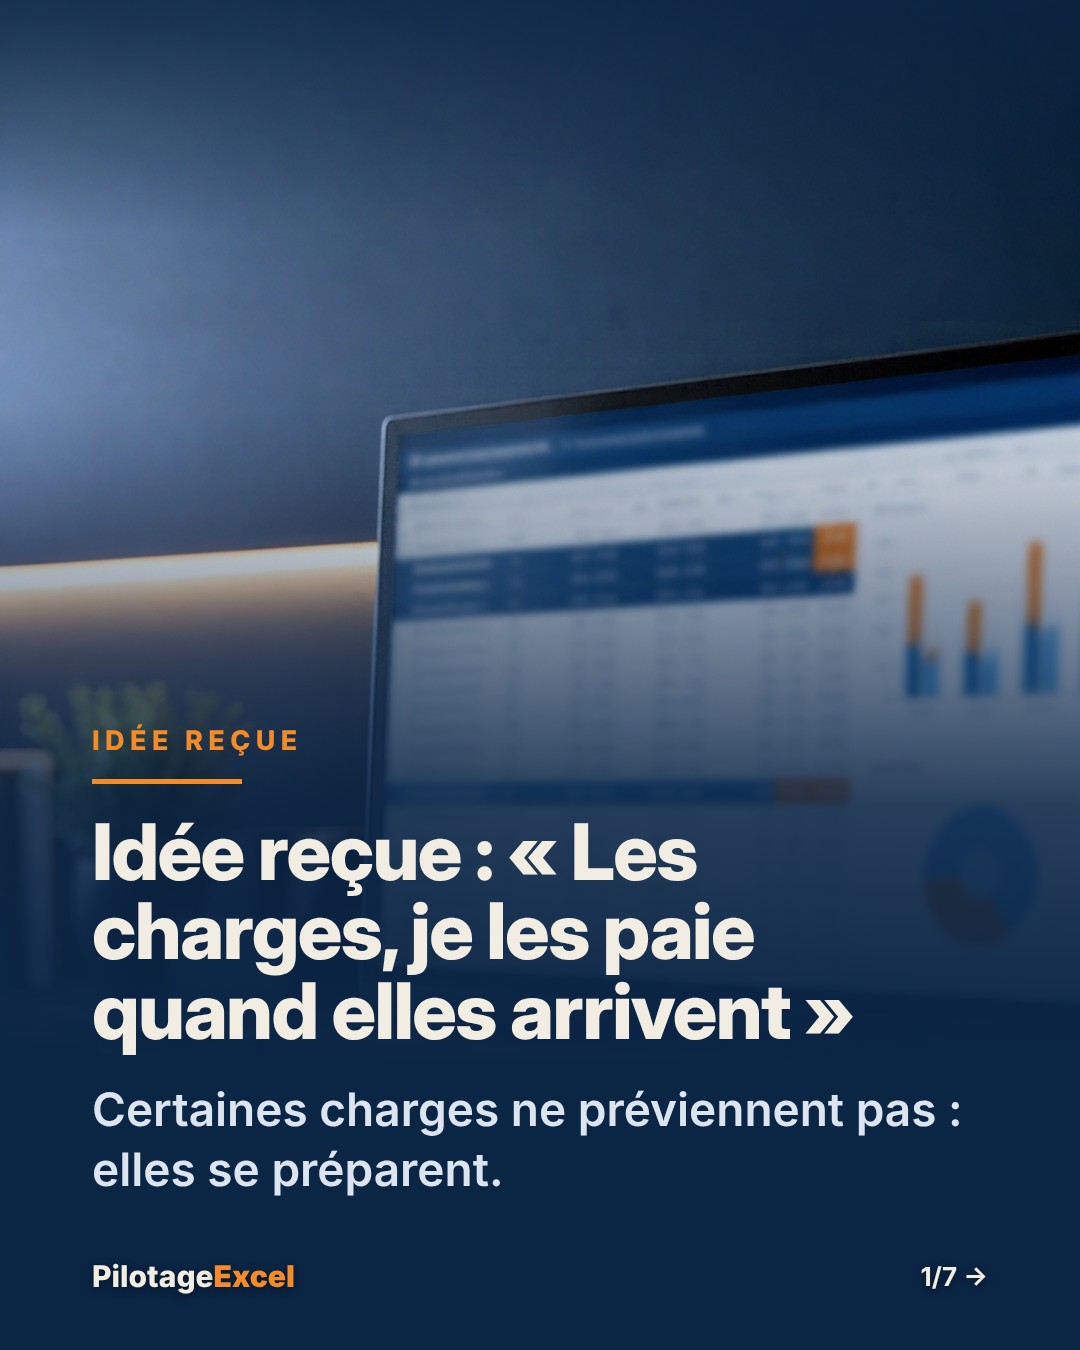 IDÉE REÇUE
Idée reçue : « Les
charges, je les paie
quand elles arrivent »
Certaines charges ne préviennent pas :
elles se préparent.
PilotageExcel
1/7 →